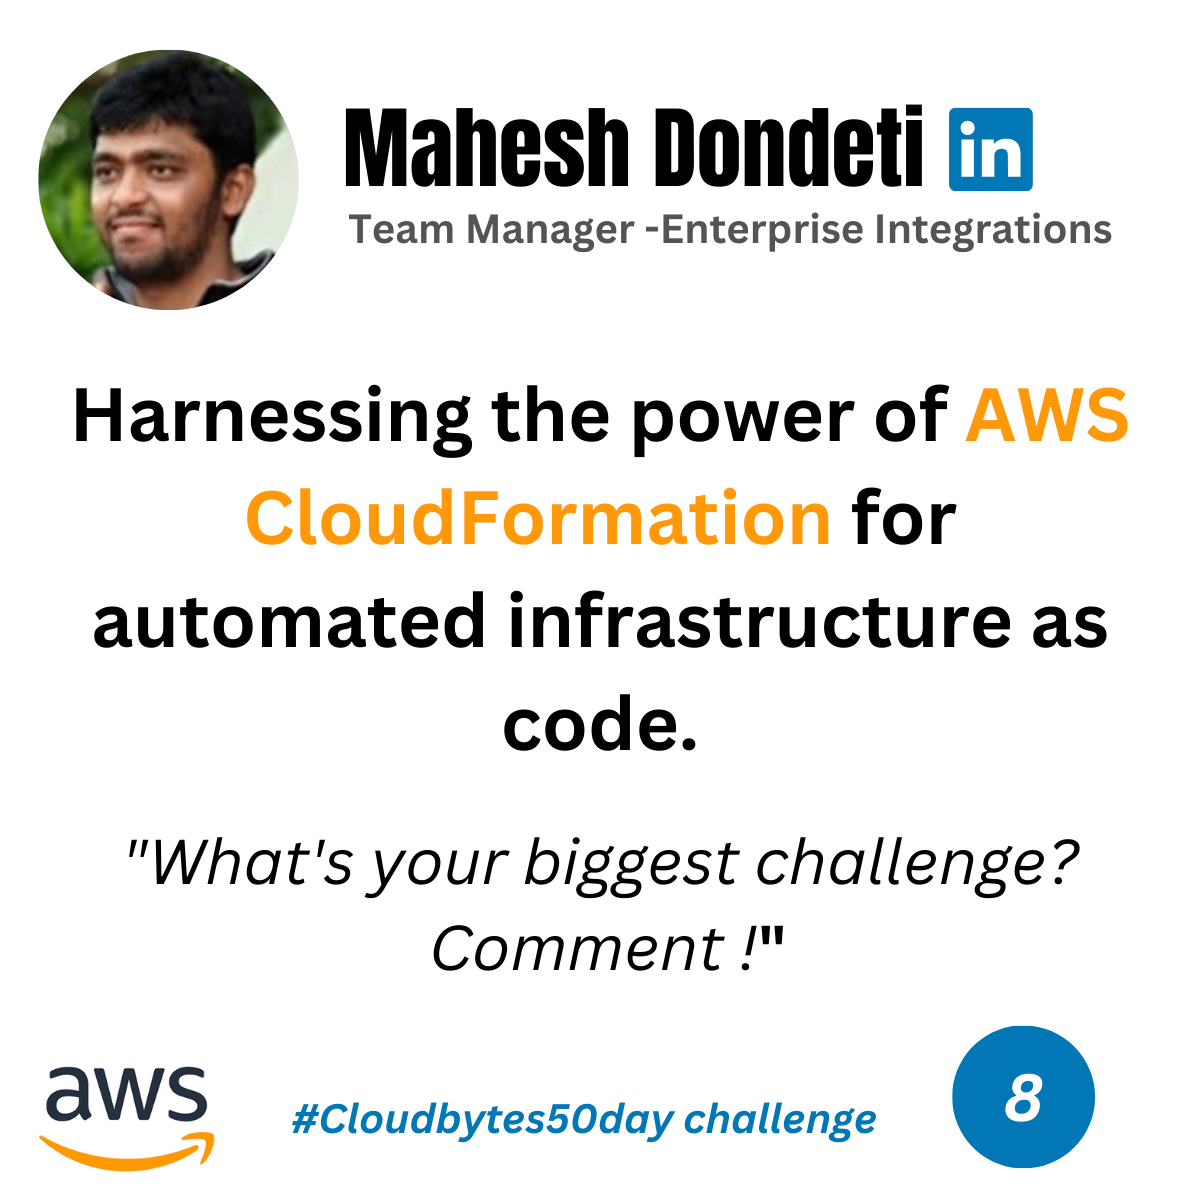 Mahesh Dondeti in
Team Manager -Enterprise Integrations
Harnessing the power of AWS
CloudFormation for
automated infrastructure as
code.
"What's your biggest challenge?
Comment !"
aws
#Cloudbytes50day challenge
8